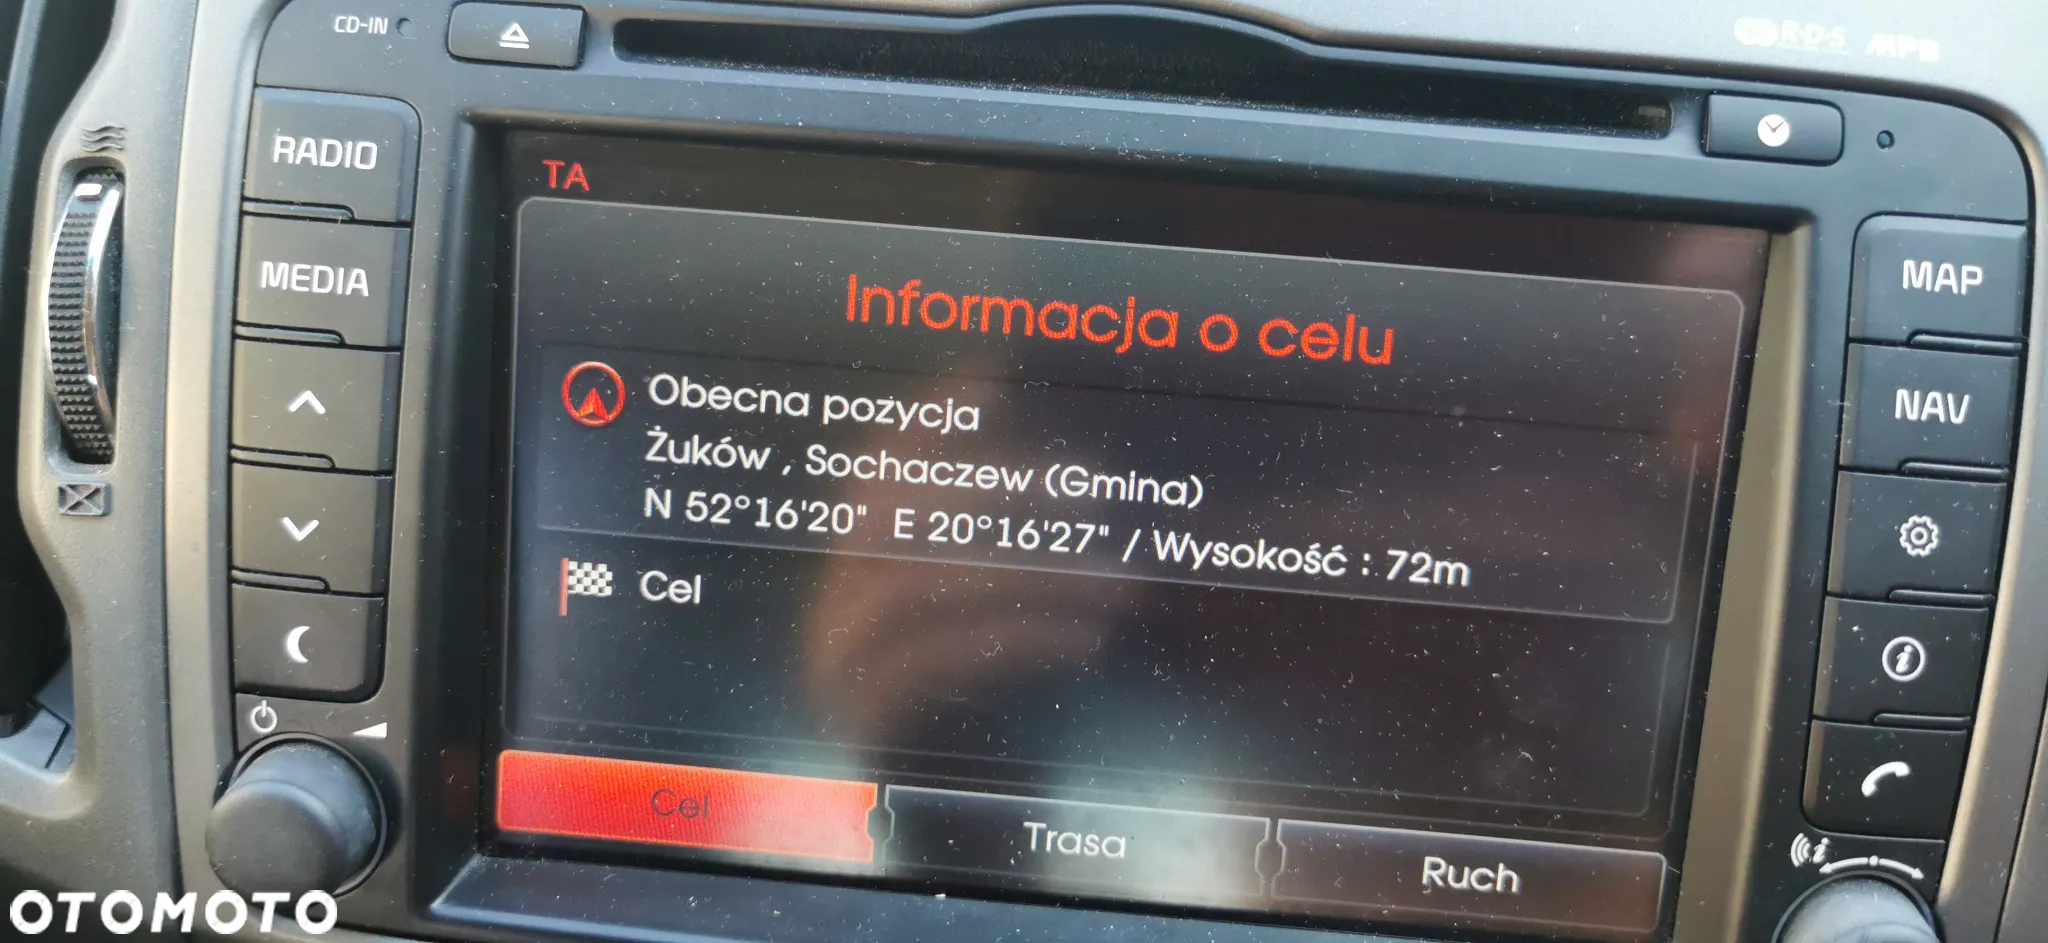 CD-IN
R·D·S MP3
RADIO
MEDIA
TA
Informacja o celu
Obecna pozycja
Żuków , Sochaczew (Gmina)
N 52°16'20" E 20°16'27" / Wysokość : 72m
Cel
Cel
Trasa
Ruch
MAP
NAV
OTOMOTO